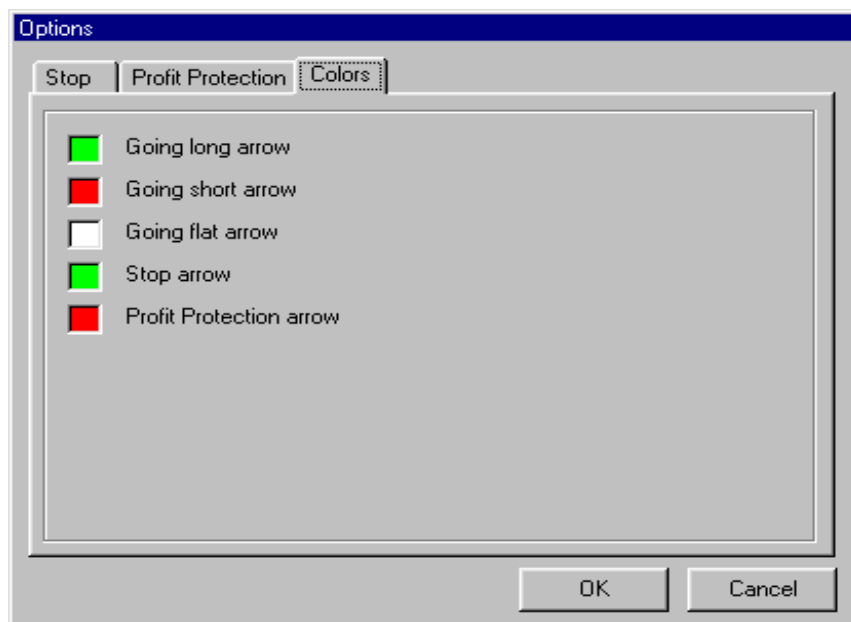 Options
Stop
Profit Protection
Colors
Going long arrow
Going short arrow
Going flat arrow
Stop arrow
Profit Protection arrow
OK
Cancel